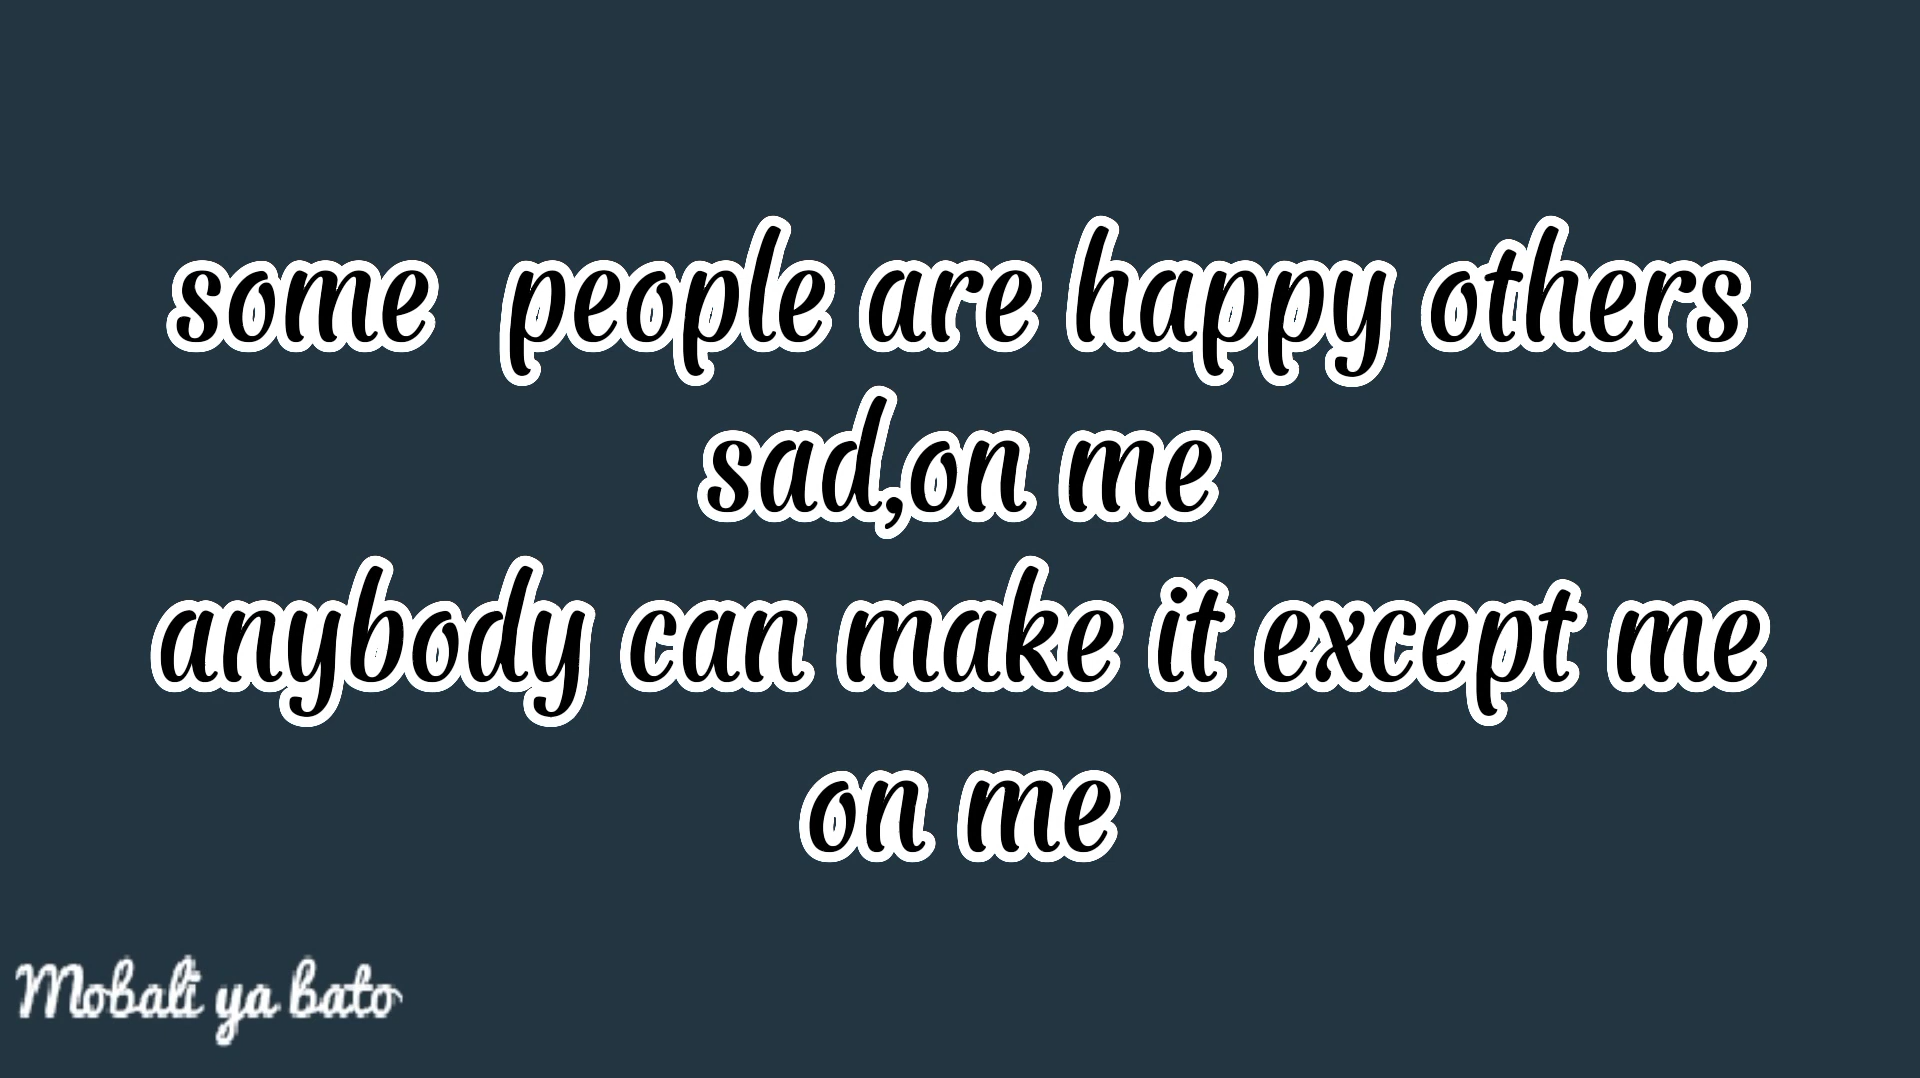 some  people are happy others
sad,on me
anybody can make it except me
on me
Mobali ya bato